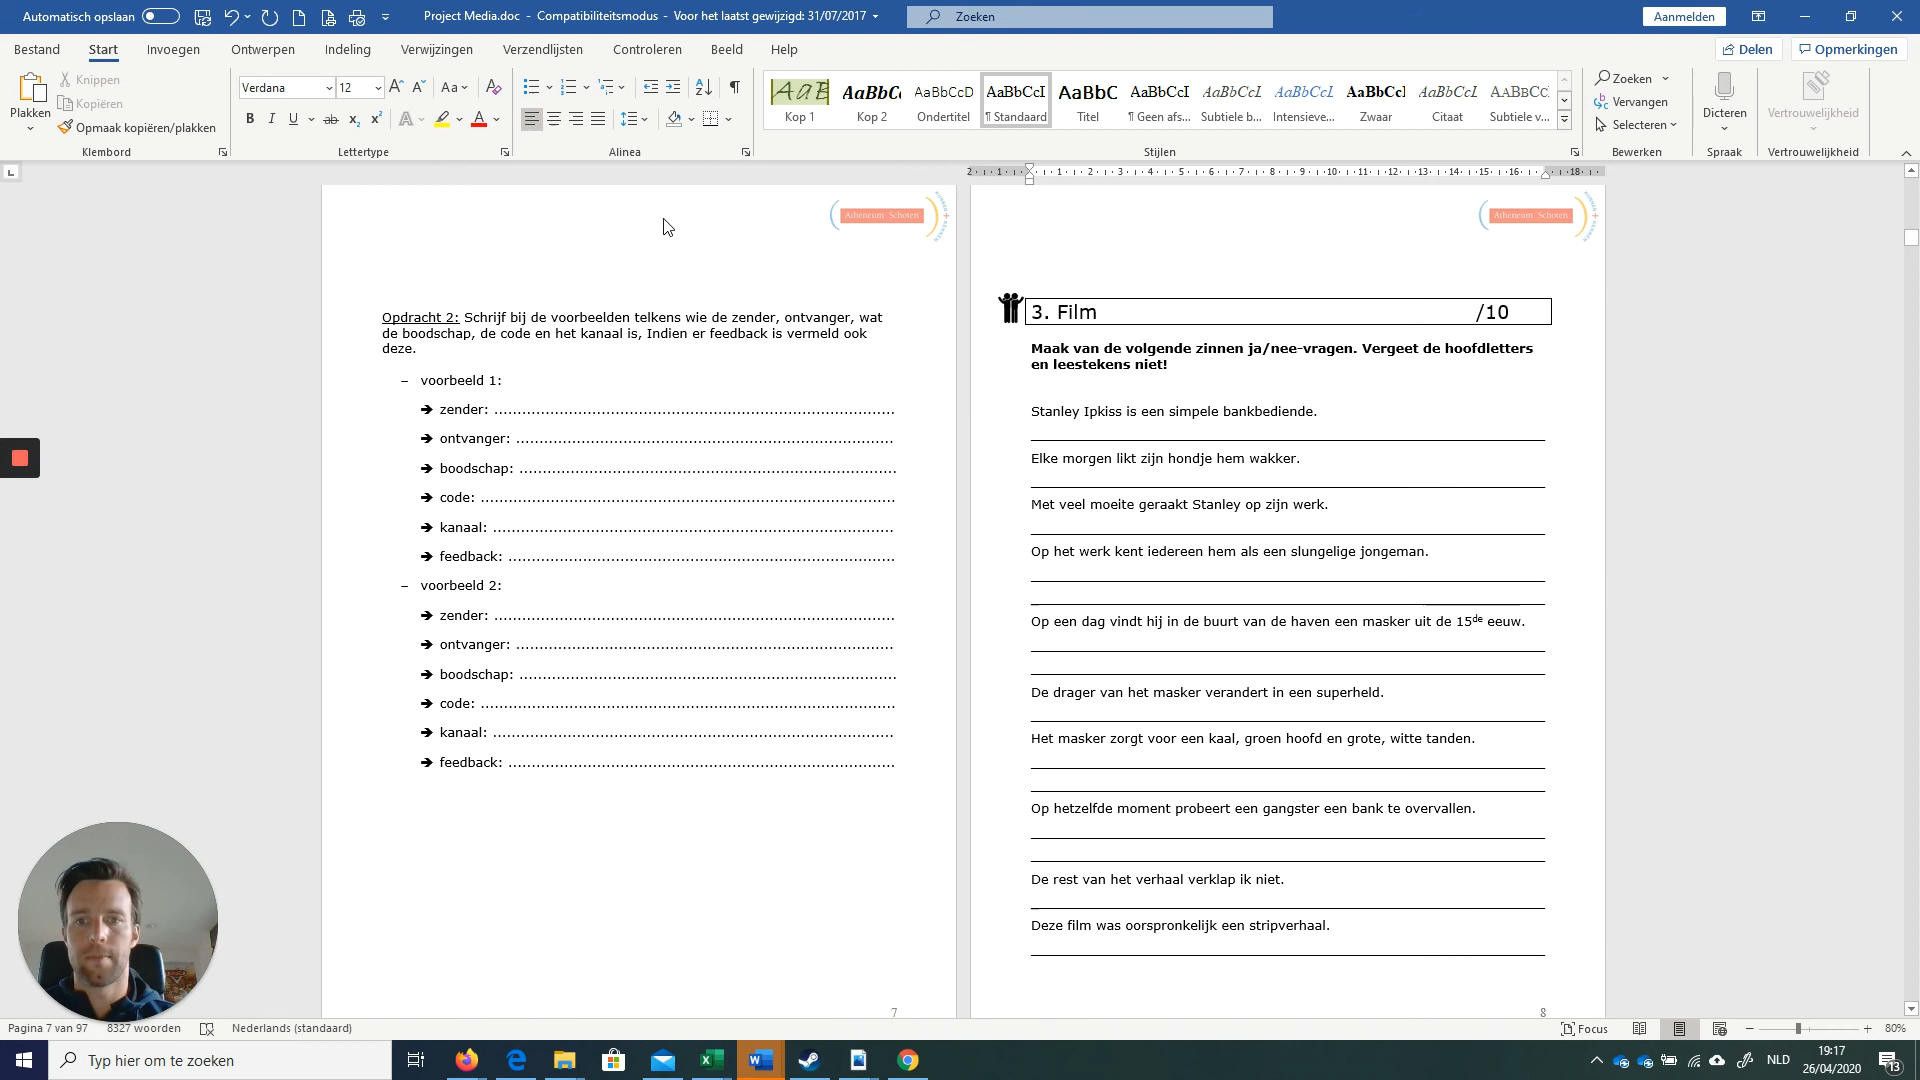 Automatisch opslaan
Project Media.doc - Compatibiliteitsmodus - Voor het laatst gewijzigd: 31/07/2017
Zoeken
Aanmelden
Bestand Start Invoegen Ontwerpen Indeling Verwijzingen Verzendlijsten Controleren Beeld Help
Delen
Opmerkingen
Plakken
Knippen
Kopiëren
Opmaak kopiëren/plakken
Klembord
Verdana 12
Lettertype
Alinea
Kop 1
Kop 2
Ondertitel
¶ Standaard
Titel
¶ Geen afs...
Subtiele b...
Intensieve...
Zwaar
Citaat
Subtiele v...
Stijlen
Zoeken
Vervangen
Selecteren
Bewerken
Dicteren
Spraak
Vertrouwelijkheid
Vertrouwelijkheid
Atheneum Schoten
Opdracht 2: Schrijf bij de voorbeelden telkens wie de zender, ontvanger, wat
de boodschap, de code en het kanaal is, Indien er feedback is vermeld ook
deze.
– voorbeeld 1:
➔ zender: ........................................
➔ ontvanger: ........................................
➔ boodschap: ........................................
➔ code: ........................................
➔ kanaal: ........................................
➔ feedback: ........................................
– voorbeeld 2:
➔ zender: ........................................
➔ ontvanger: ........................................
➔ boodschap: ........................................
➔ code: ........................................
➔ kanaal: ........................................
➔ feedback: ........................................
7
Atheneum Schoten
3. Film /10
Maak van de volgende zinnen ja/nee-vragen. Vergeet de hoofdletters
en leestekens niet!
Stanley Ipkiss is een simpele bankbediende.
Elke morgen likt zijn hondje hem wakker.
Met veel moeite geraakt Stanley op zijn werk.
Op het werk kent iedereen hem als een slungelige jongeman.
Op een dag vindt hij in de buurt van de haven een masker uit de 15de eeuw.
De drager van het masker verandert in een superheld.
Het masker zorgt voor een kaal, groen hoofd en grote, witte tanden.
Op hetzelfde moment probeert een gangster een bank te overvallen.
De rest van het verhaal verklap ik niet.
Deze film was oorspronkelijk een stripverhaal.
8
Pagina 7 van 97 8327 woorden Nederlands (standaard)
Focus
80%
Typ hier om te zoeken
NLD
19:17
26/04/2020
13